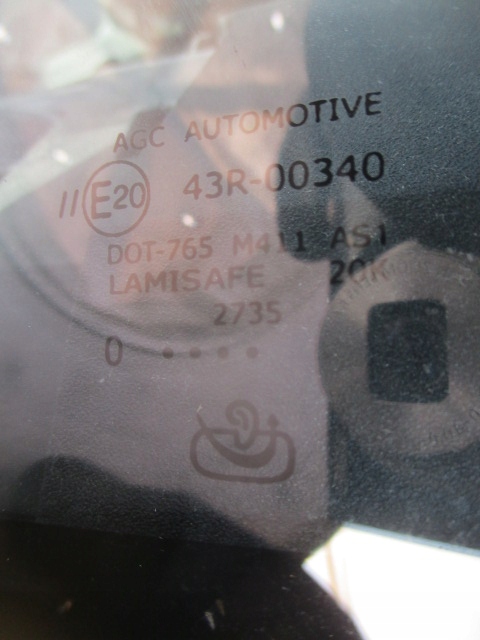 AGC AUTOMOTIVE
// E20 43R-00340
DOT-765 M411 AS1
LAMISAFE
2735
0 ....